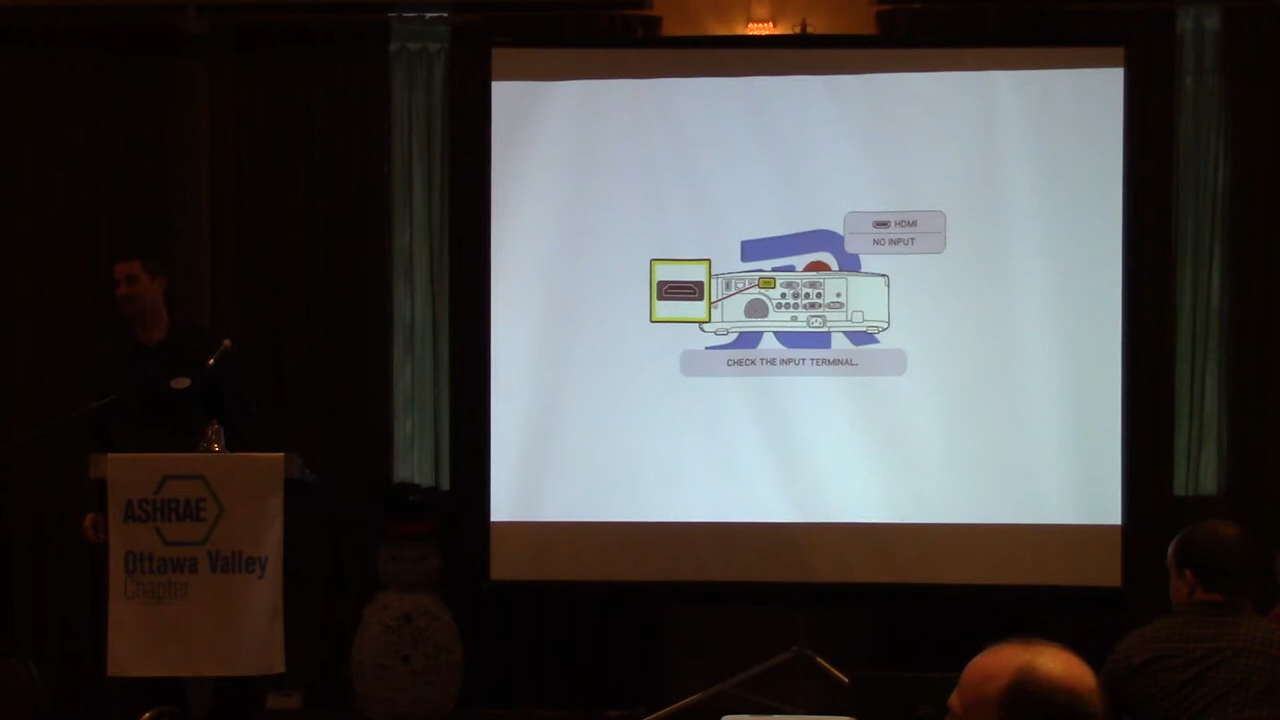 HDMI
NO INPUT
CHECK THE INPUT TERMINAL.
ASHRAE
Ottawa Valley
Chapter